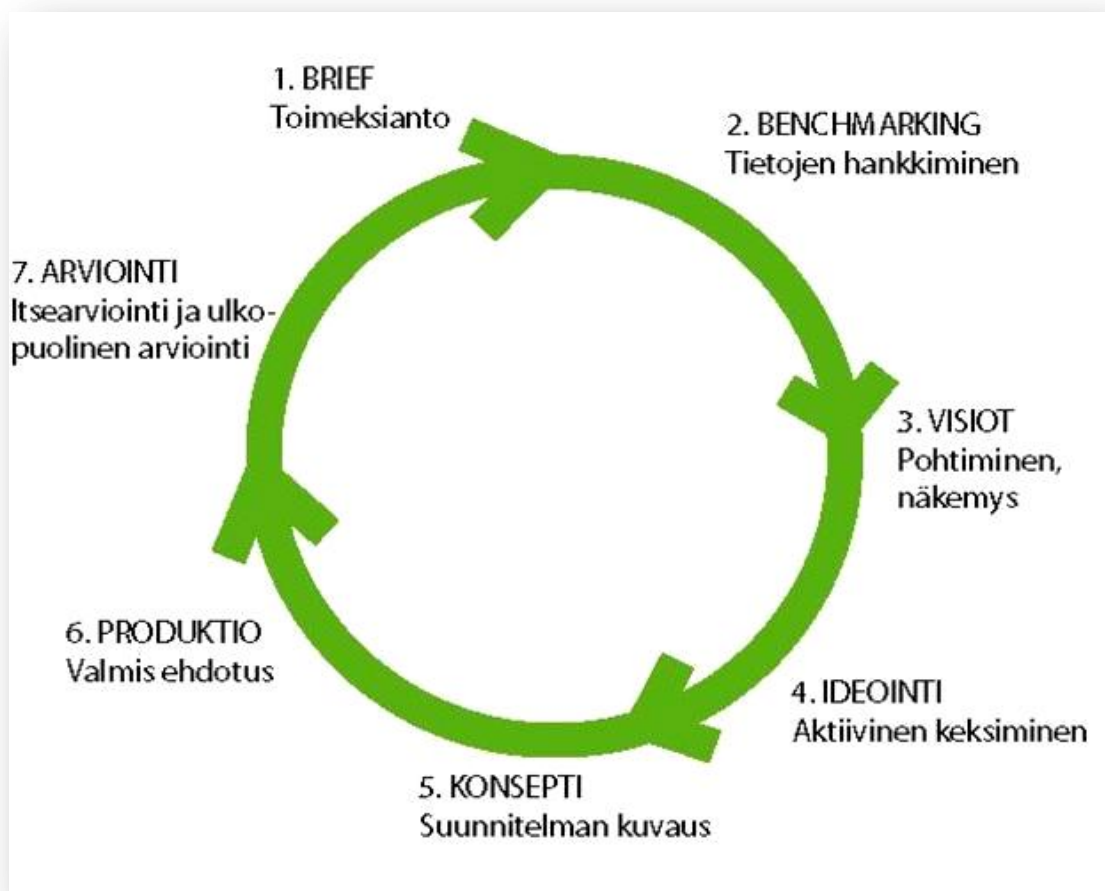 1. BRIEF
Toimeksianto
2. BENCHMARKING
Tietojen hankkiminen
3. VISIOT
Pohtiminen,
näkemys
4. IDEOINTI
Aktiivinen keksiminen
5. KONSEPTI
Suunnitelman kuvaus
6. PRODUKTIO
Valmis ehdotus
7. ARVIOINTI
Itsearviointi ja ulko-
puolinen arviointi